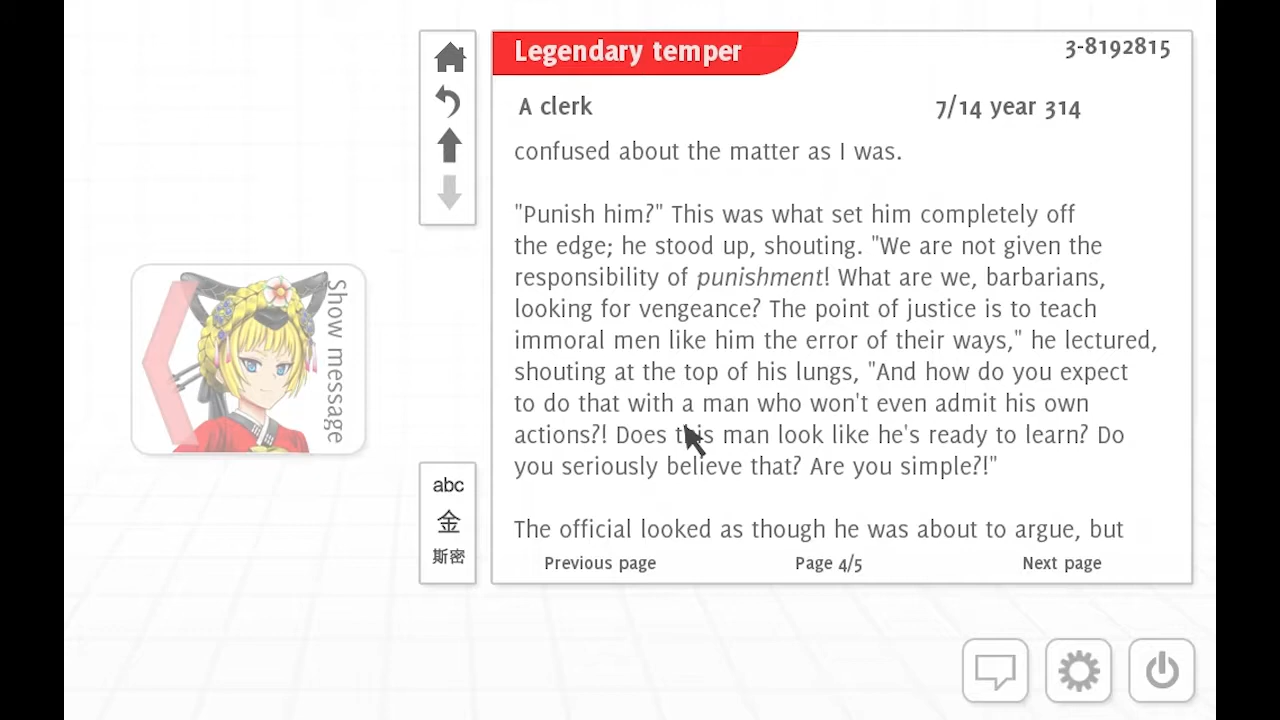 Legendary temper
3-8192815
A clerk
7/14 year 314
confused about the matter as I was.
"Punish him?" This was what set him completely off
the edge; he stood up, shouting. "We are not given the
responsibility of punishment! What are we, barbarians,
looking for vengeance? The point of justice is to teach
immoral men like him the error of their ways," he lectured,
shouting at the top of his lungs, "And how do you expect
to do that with a man who won't even admit his own
actions?! Does this man look like he's ready to learn? Do
you seriously believe that? Are you simple?!"
The official looked as though he was about to argue, but
Previous page
Page 4/5
Next page
Show message
abc
金
斯密